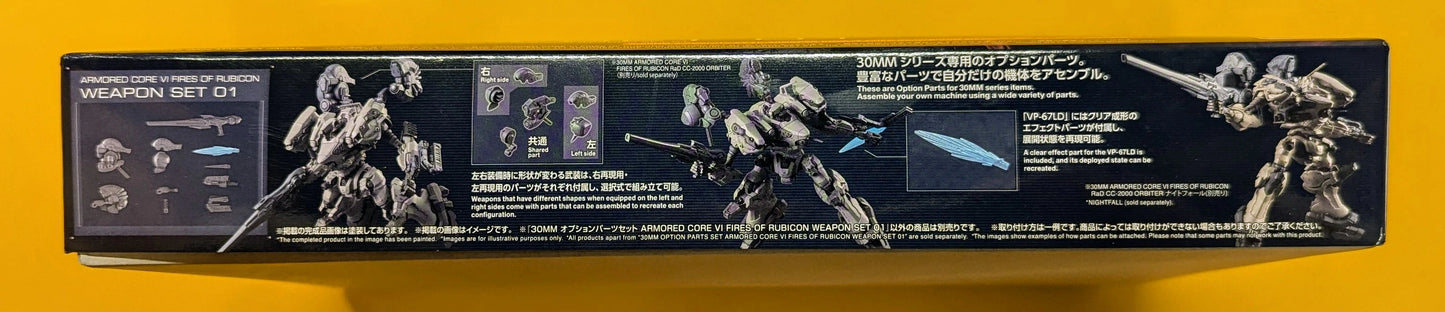 ARMORED CORE VI FIRES OF RUBICON
WEAPON SET 01
右
Right side
共通
Shared
part
左
Left side
左右装備時に形状が変わる武装は、右再現用・
左再現用のパーツがそれぞれ付属し、選択式で組み立て可能。
Weapons that have different shapes when equipped on the left and
right sides come with parts that can be assembled to recreate each
configuration.
※30MM ARMORED CORE VI
FIRES OF RUBICON RaD CC-2000 ORBITER
(別売り/sold separately)
30MM シリーズ専用のオプションパーツ。
豊富なパーツで自分だけの機体をアセンブル。
These are Option Parts for 30MM series items.
Assemble your own machine using a wide variety of parts.
「VP-67LD」にはクリア成形の
エフェクトパーツが付属し、
展開状態を再現可能。
A clear effect part for the VP-67LD is
included, and its deployed state can be
recreated.
※30MM ARMORED CORE VI FIRES OF RUBICON
RaD CC-2000 ORBITER ナイトフォール(別売り)
*NIGHTFALL (sold separately).
※掲載の完成品画像は塗装してあります。 ※掲載の画像はイメージです。 ※「30MM オプションパーツセット ARMORED CORE VI FIRES OF RUBICON WEAPON SET 01」以外の商品は別売りです。 ※取り付け方は一例です。商品によっては取り付けができない場合もありますのでご了承ください。
*The completed product in the image has been painted. *Images are for illustrative purposes only. *All products apart from "30MM OPTION PARTS SET ARMORED CORE VI FIRES OF RUBICON WEAPON SET 01" are sold separately. *The images show examples of how parts can be attached. Please note that some parts may not work with this product.